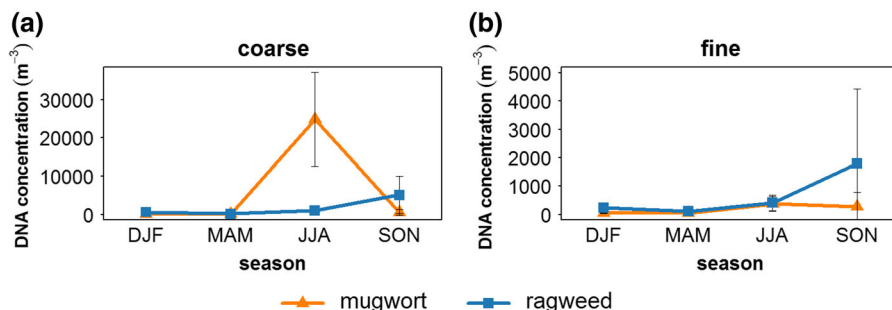 (a)
coarse
DNA concentration (m⁻³)
30000
20000
10000
0
DJF MAM JJA SON
season
(b)
fine
DNA concentration (m⁻³)
5000
4000
3000
2000
1000
0
DJF MAM JJA SON
season
mugwort ragweed